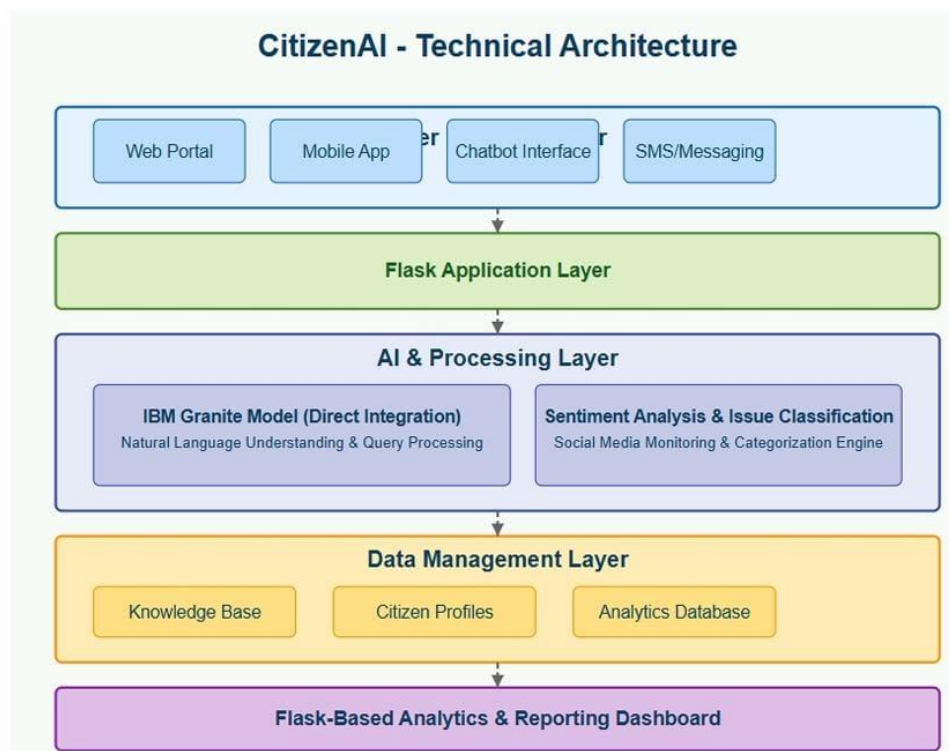 CitizenAI - Technical Architecture
Web Portal
Mobile App
Chatbot Interface
SMS/Messaging
Flask Application Layer
AI & Processing Layer
IBM Granite Model (Direct Integration)
Natural Language Understanding & Query Processing
Sentiment Analysis & Issue Classification
Social Media Monitoring & Categorization Engine
Data Management Layer
Knowledge Base
Citizen Profiles
Analytics Database
Flask-Based Analytics & Reporting Dashboard